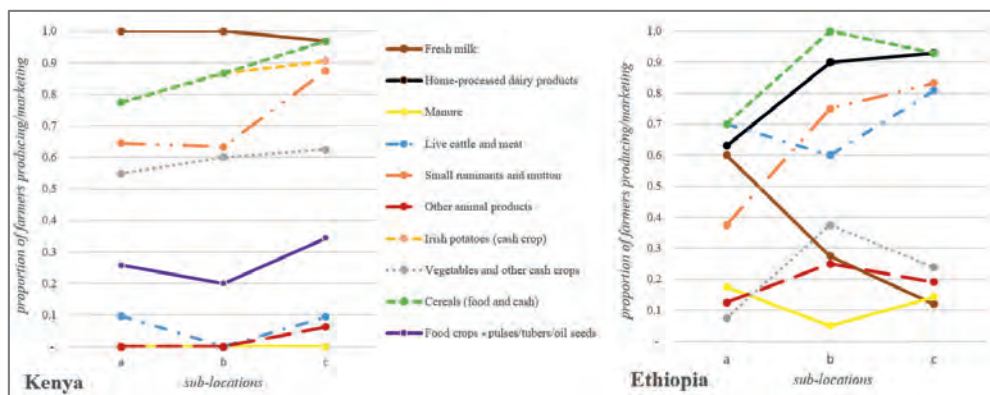 proportion of farmers producing/marketing
1.0
0.9
0.8
0.7
0.6
0.5
0.4
0.3
0.2
0.1
-
a
b
c
Kenya
sub-locations
Fresh milk
Home-processed dairy products
Manure
Live cattle and meat
Small ruminants and mutton
Other animal products
Irish potatoes (cash crop)
Vegetables and other cash crops
Cereals (food and cash)
Food crops - pulses/tubers/oil seeds
proportion of farmers producing/marketing
1.0
0.9
0.8
0.7
0.6
0.5
0.4
0.3
0.2
0.1
-
a
b
c
Ethiopia
sub-locations